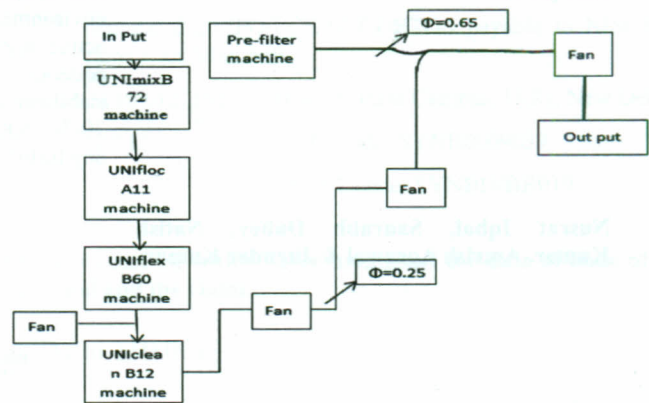 In Put
UNImixB
72
machine
UNIfloc
A11
machine
UNIflex
B60
machine
Fan
UNIclea
n B12
machine
Fan
Φ=0.25
Fan
Pre-filter
machine
Φ=0.65
Fan
Out put